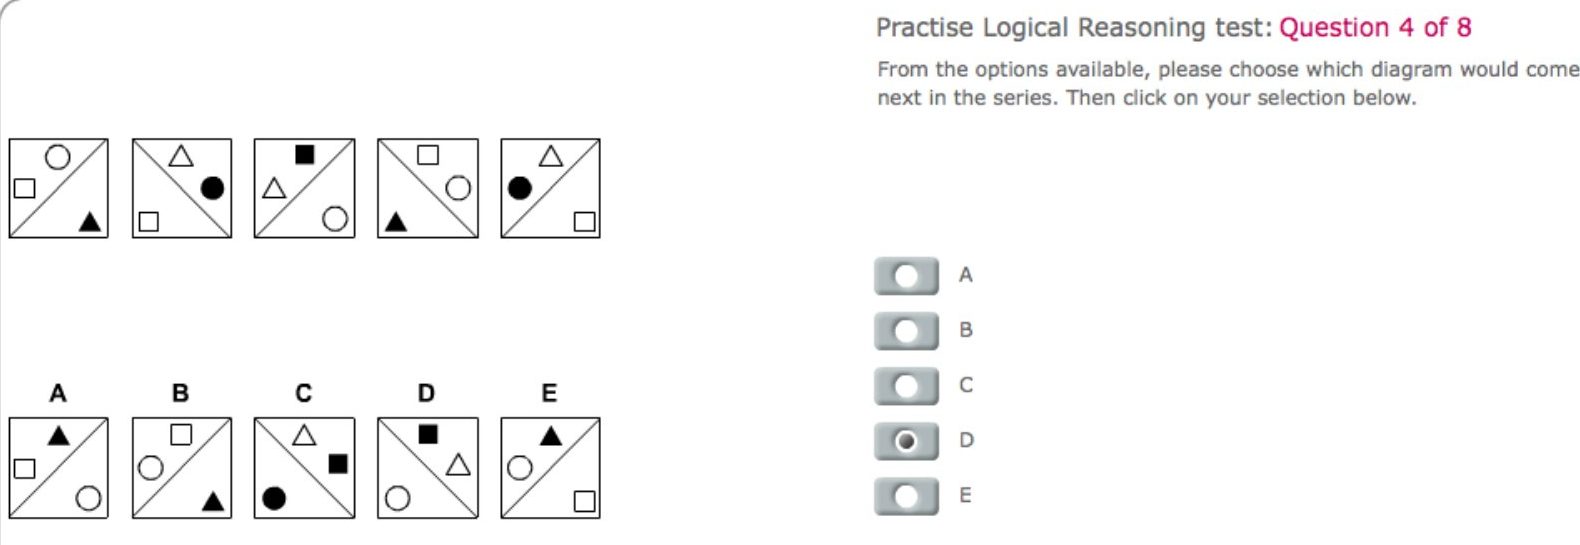 Practise Logical Reasoning test: Question 4 of 8
From the options available, please choose which diagram would come
next in the series. Then click on your selection below.
A
B
C
D
E
A B C D E